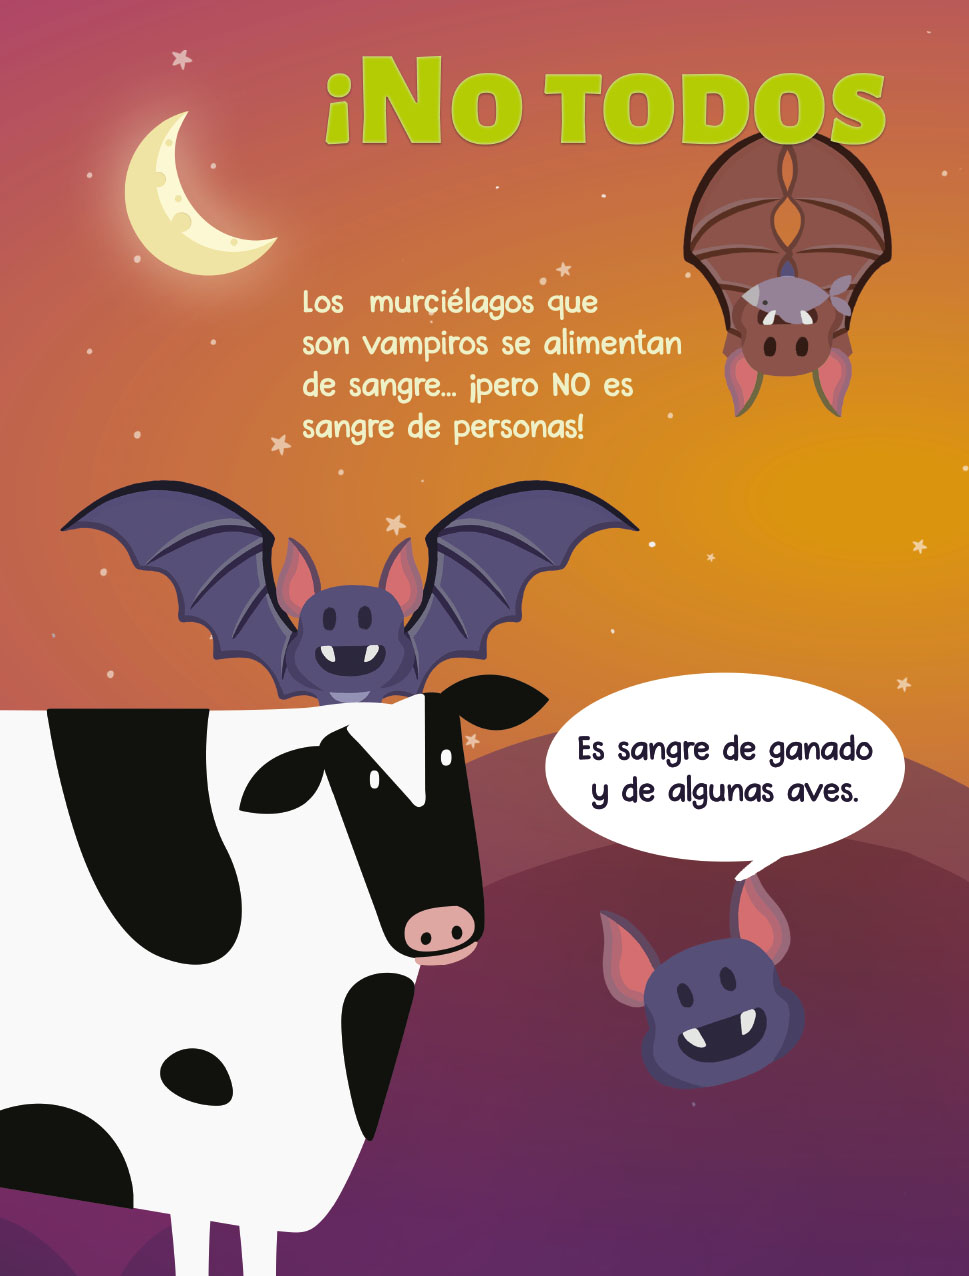 ¡NO TODOS
Los murciélagos que
son vampiros se alimentan
de sangre... ¡pero NO es
sangre de personas!
Es sangre de ganado
y de algunas aves.